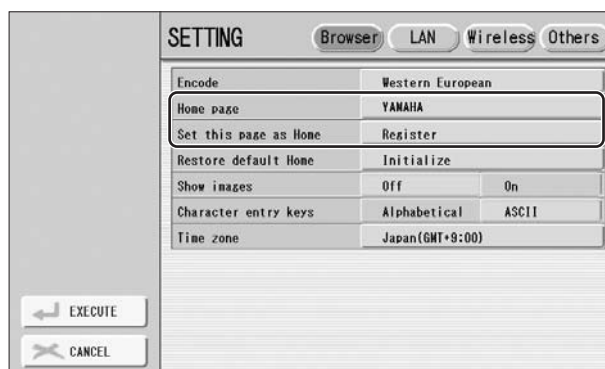 SETTING Browser LAN Wireless Others
Encode Western European
Home page YAMAHA
Set this page as Home Register
Restore default Home Initialize
Show images Off On
Character entry keys Alphabetical ASCII
Time zone Japan(GMT+9:00)
EXECUTE
CANCEL